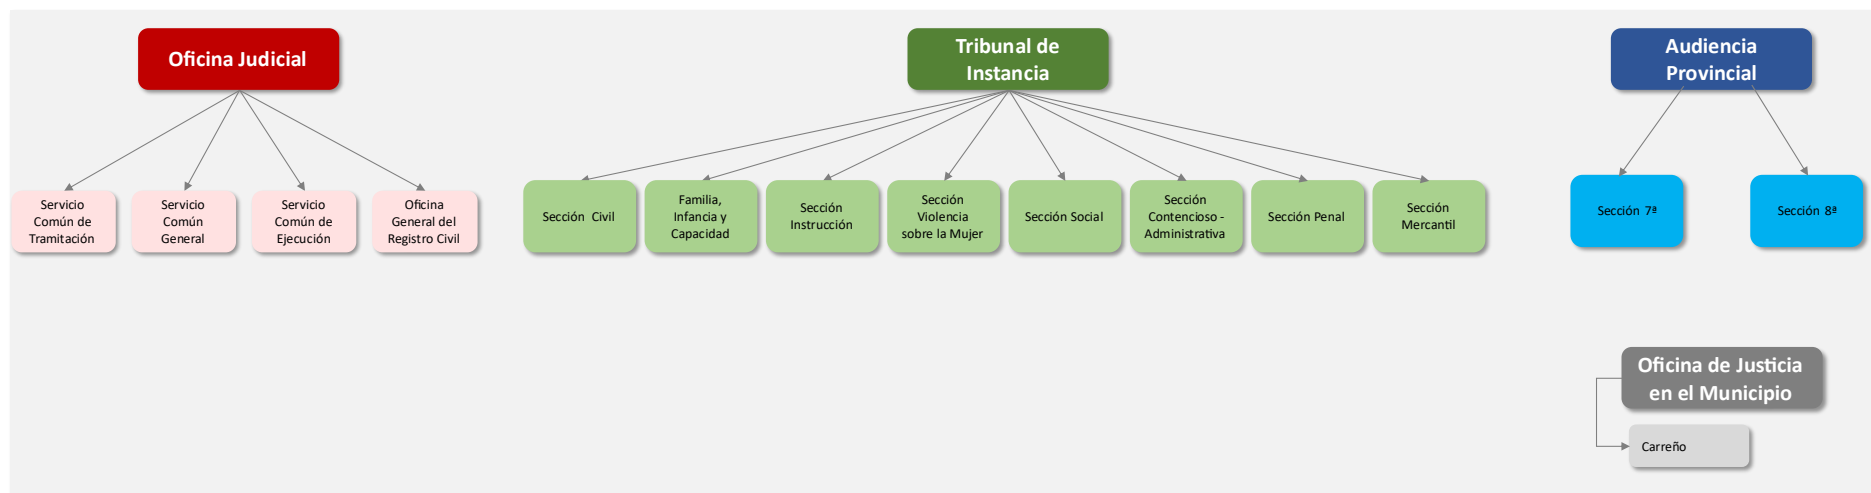 Oficina Judicial
Tribunal de
Instancia
Audiencia
Provincial
Servicio
Común de
Tramitación
Servicio
Común
General
Servicio
Común de
Ejecución
Oficina
General del
Registro Civil
Sección  Civil
Familia,
Infancia y
Capacidad
Sección
Instrucción
Sección
Violencia
sobre la Mujer
Sección Social
Sección
Contencioso -
Administrativa
Sección Penal
Sección
Mercantil
Sección 7ª
Sección 8ª
Oficina de Justicia
en el Municipio
Carreño